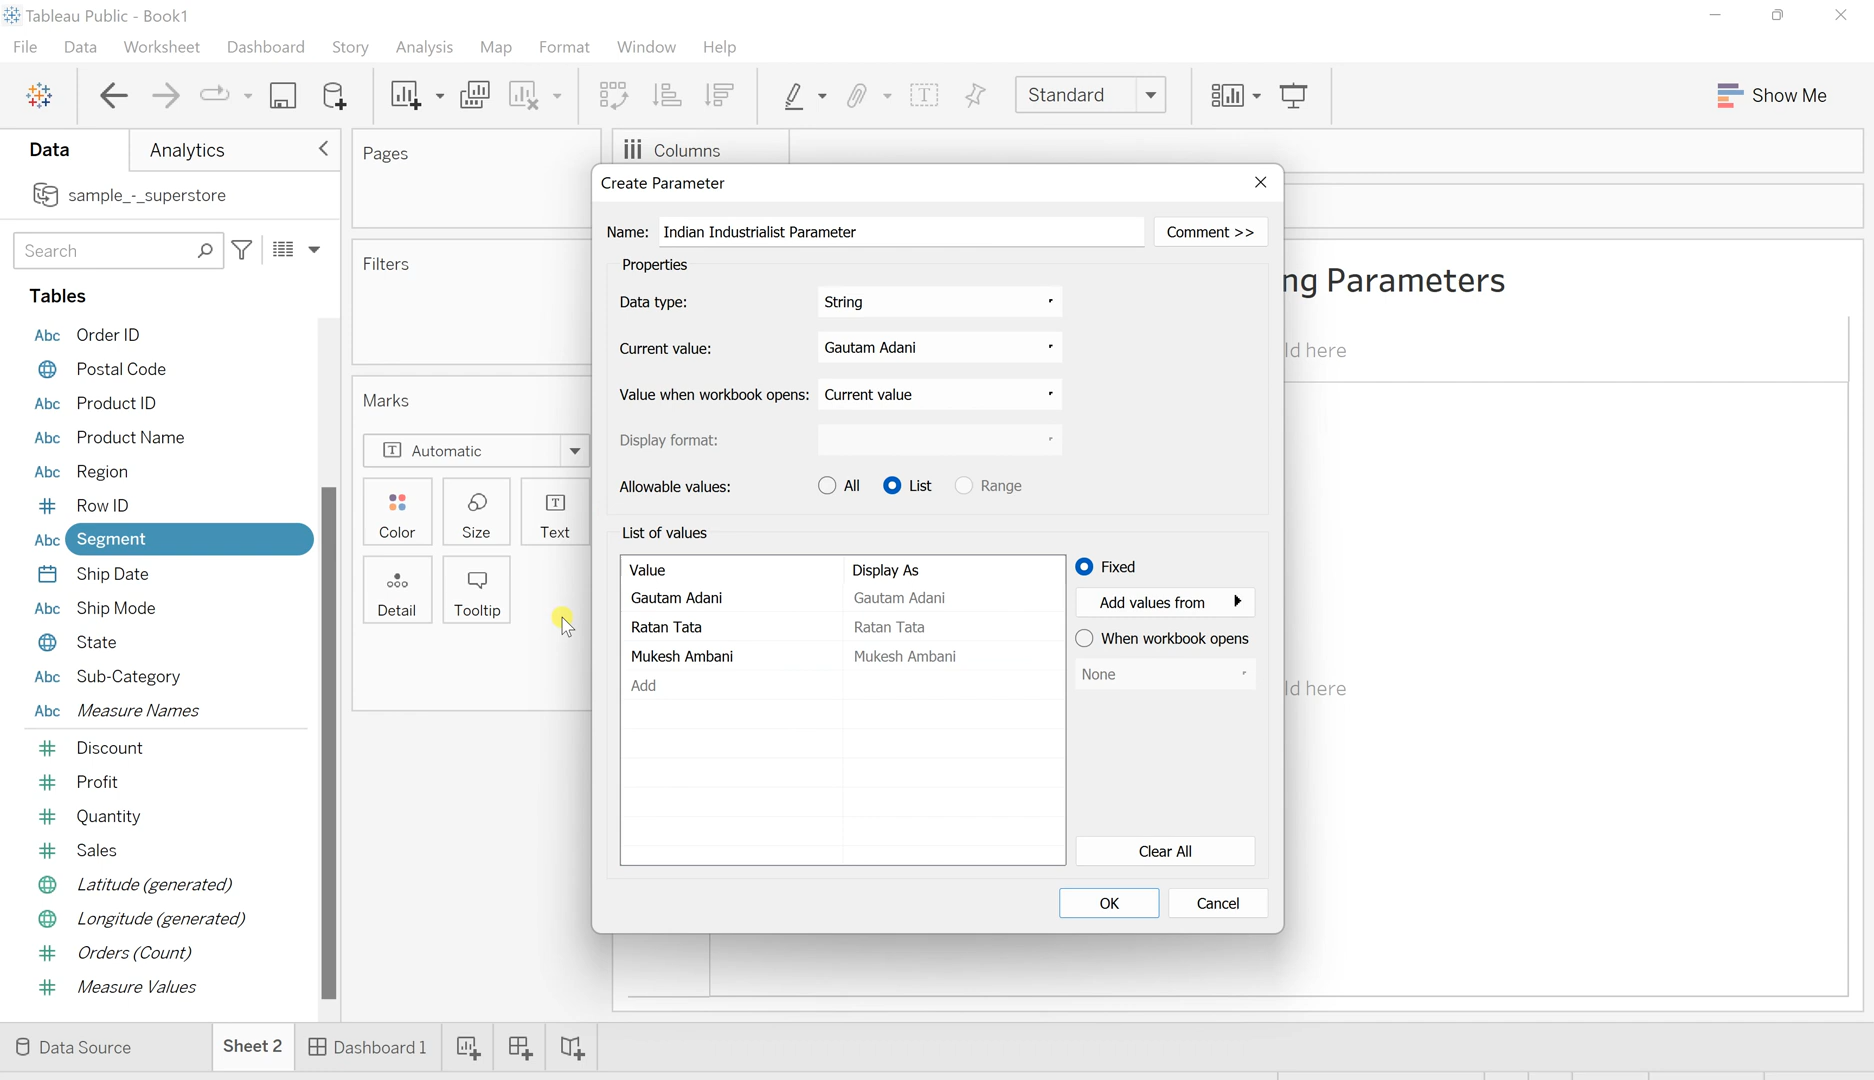 Tableau Public - Book1
File Data Worksheet Dashboard Story Analysis Map Format Window Help
Standard
Show Me
Data
Analytics
sample_-_superstore
Search
Tables
Abc Order ID
Postal Code
Abc Product ID
Abc Product Name
Abc Region
Row ID
Abc Segment
Ship Date
Abc Ship Mode
State
Abc Sub-Category
Abc Measure Names
Discount
Profit
Quantity
Sales
Latitude (generated)
Longitude (generated)
Orders (Count)
Measure Values
Pages
Filters
Marks
Automatic
Color Size Text
Detail Tooltip
Columns
ng Parameters
ld here
ld here
Create Parameter
Name: Indian Industrialist Parameter Comment >>
Properties
Data type: String
Current value: Gautam Adani
Value when workbook opens: Current value
Display format:
Allowable values: All List Range
List of values
Value Display As
Gautam Adani Gautam Adani
Ratan Tata Ratan Tata
Mukesh Ambani Mukesh Ambani
Add
Fixed
Add values from
When workbook opens
None
Clear All
OK Cancel
Data Source Sheet 2 Dashboard 1